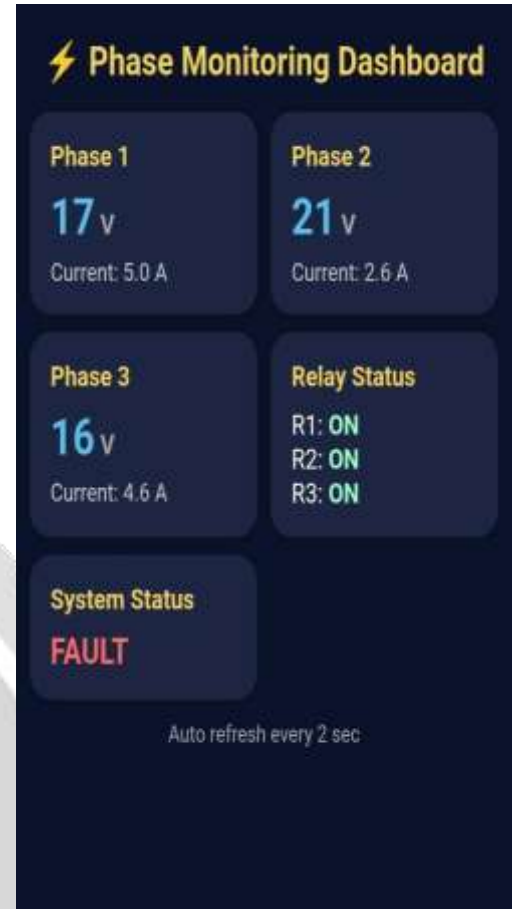 ⚡ Phase Monitoring Dashboard
Phase 1
17 V
Current: 5.0 A
Phase 2
21 V
Current: 2.6 A
Phase 3
16 V
Current: 4.6 A
Relay Status
R1: ON
R2: ON
R3: ON
System Status
FAULT
Auto refresh every 2 sec